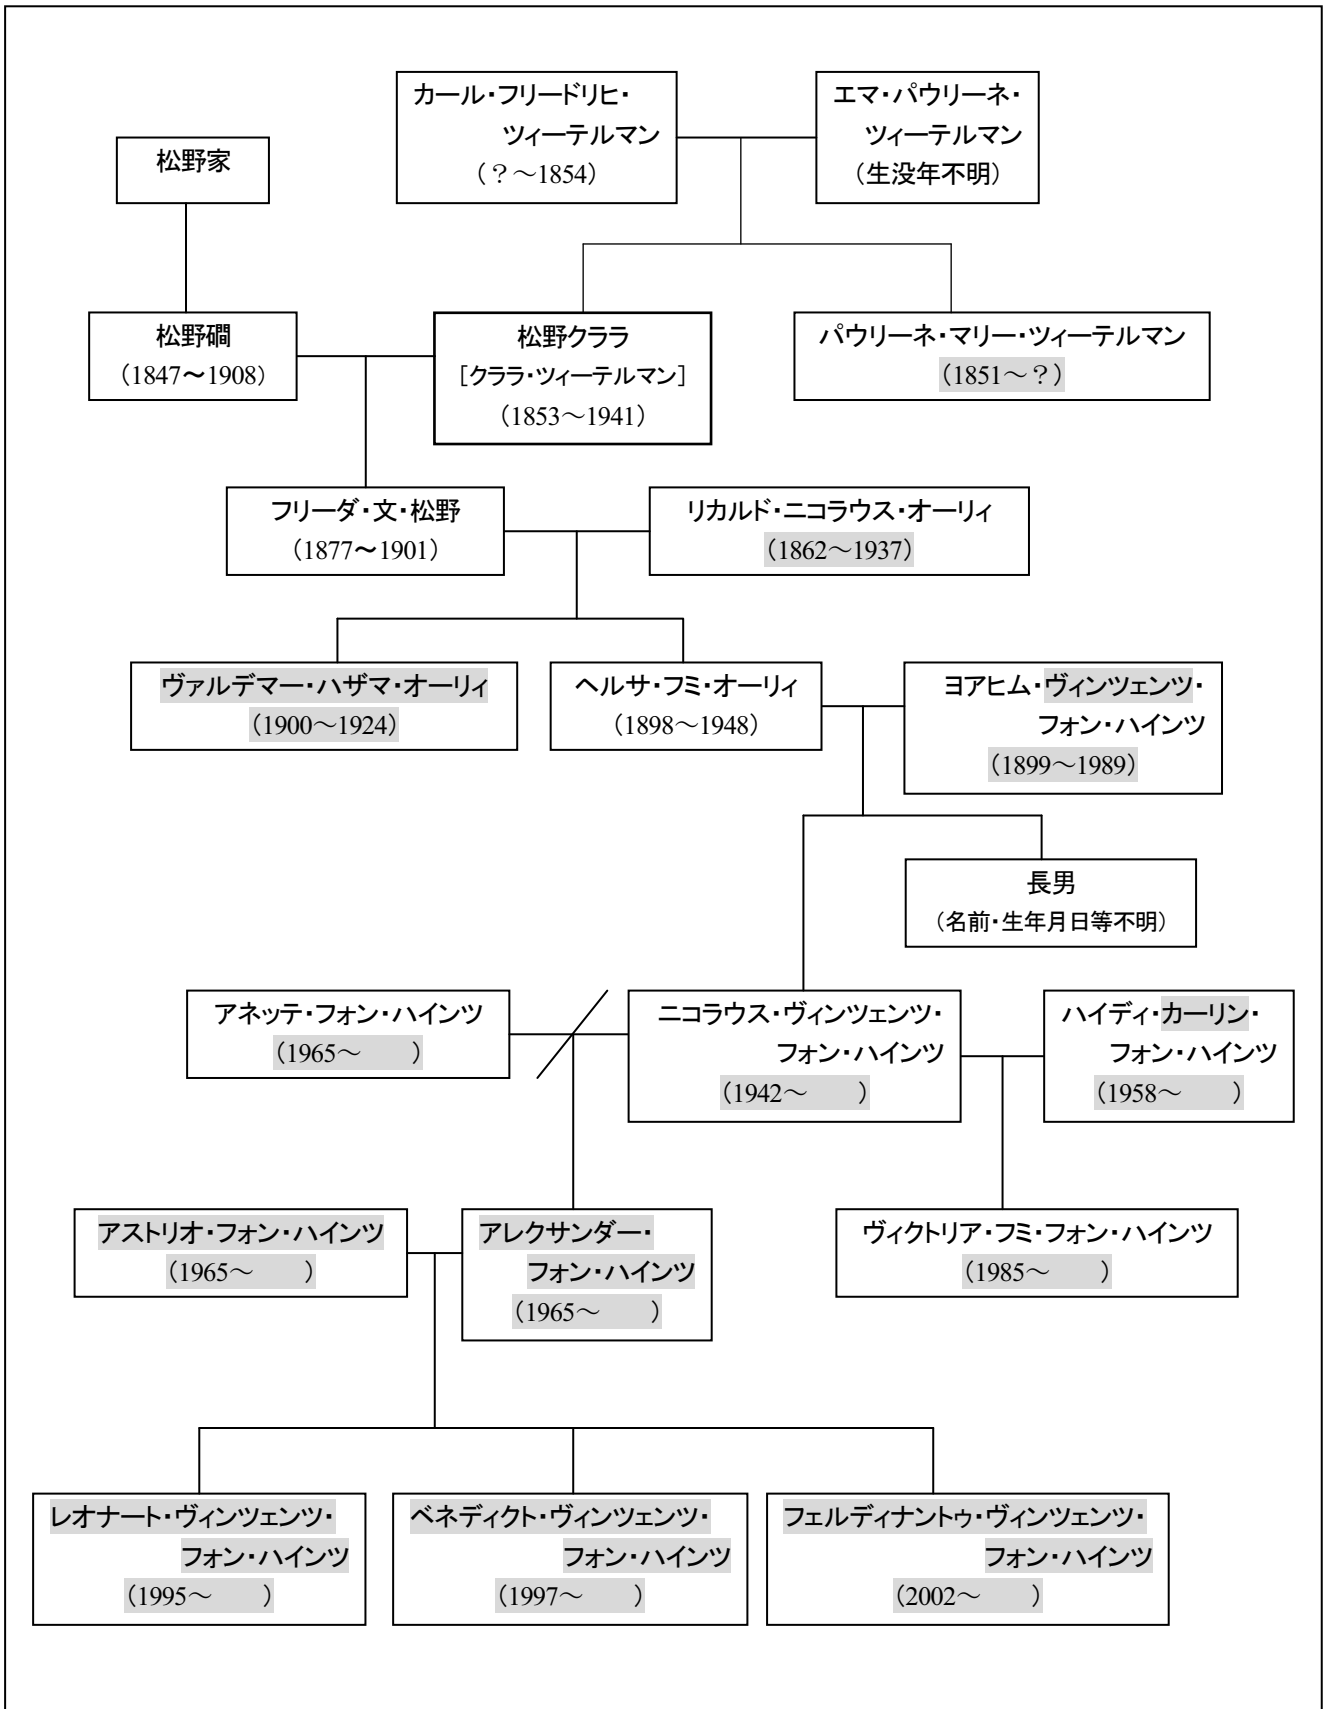 カール・フリードリヒ・
ツィーテルマン
(？～1854)
エマ・パウリーネ・
ツィーテルマン
(生没年不明)
松野家
松野礀
(1847～1908)
松野クララ
[クララ・ツィーテルマン]
(1853～1941)
パウリーネ・マリー・ツィーテルマン
(1851～？)
フリーダ・文・松野
(1877～1901)
リカルド・ニコラウス・オーリィ
(1862～1937)
ヴァルデマー・ハザマ・オーリィ
(1900～1924)
ヘルサ・フミ・オーリィ
(1898～1948)
ヨアヒム・ヴィンツェンツ・
フォン・ハインツ
(1899～1989)
長男
(名前・生年月日等不明)
アネッテ・フォン・ハインツ
(1965～　　)
ニコラウス・ヴィンツェンツ・
フォン・ハインツ
(1942～　　)
ハイディ・カーリン・
フォン・ハインツ
(1958～　　)
アストリオ・フォン・ハインツ
(1965～　　)
アレクサンダー・
フォン・ハインツ
(1965～　　)
ヴィクトリア・フミ・フォン・ハインツ
(1985～　　)
レオナート・ヴィンツェンツ・
フォン・ハインツ
(1995～　　)
ベネディクト・ヴィンツェンツ・
フォン・ハインツ
(1997～　　)
フェルディナントゥ・ヴィンツェンツ・
フォン・ハインツ
(2002～　　)